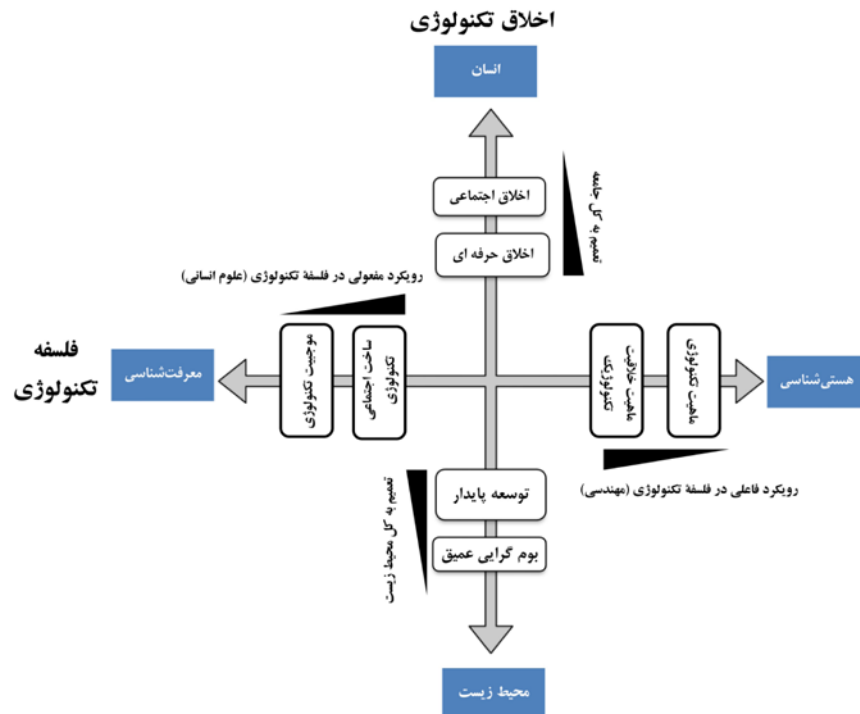 اخلاق تکنولوژی
انسان
اخلاق اجتماعی
اخلاق حرفه ای
تعمیم به کل جامعه
رویکرد مفعولی در فلسفۀ تکنولوژی (علوم انسانی)
فلسفه
تکنولوژی
معرفت‌شناسی
موجبیت تکنولوژی
ساخت اجتماعی
تکنولوژی
ماهیت خلاقیت
تکنولوژیک
ماهیت تکنولوژی
هستی‌شناسی
رویکرد فاعلی در فلسفۀ تکنولوژی (مهندسی)
توسعه پایدار
بوم گرایی عمیق
تعمیم به کل محیط زیست
محیط زیست